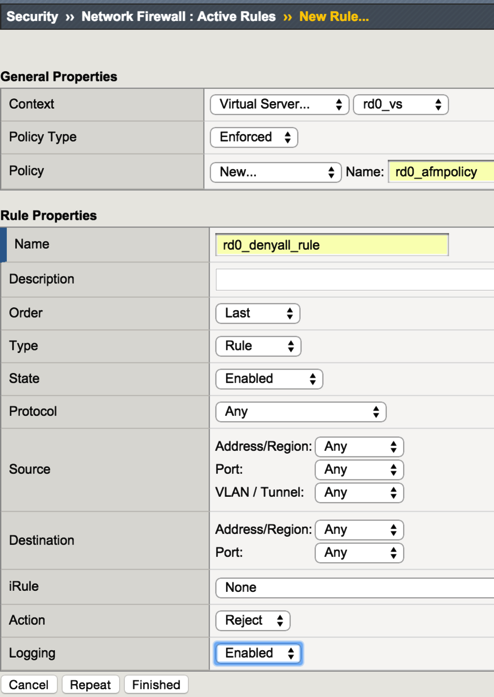 Security ›› Network Firewall : Active Rules ›› New Rule...
General Properties
Context Virtual Server... rd0_vs
Policy Type Enforced
Policy New... Name: rd0_afmpolicy
Rule Properties
Name rd0_denyall_rule
Description
Order Last
Type Rule
State Enabled
Protocol Any
Source
Address/Region: Any
Port: Any
VLAN / Tunnel: Any
Destination
Address/Region: Any
Port: Any
iRule None
Action Reject
Logging Enabled
Cancel Repeat Finished